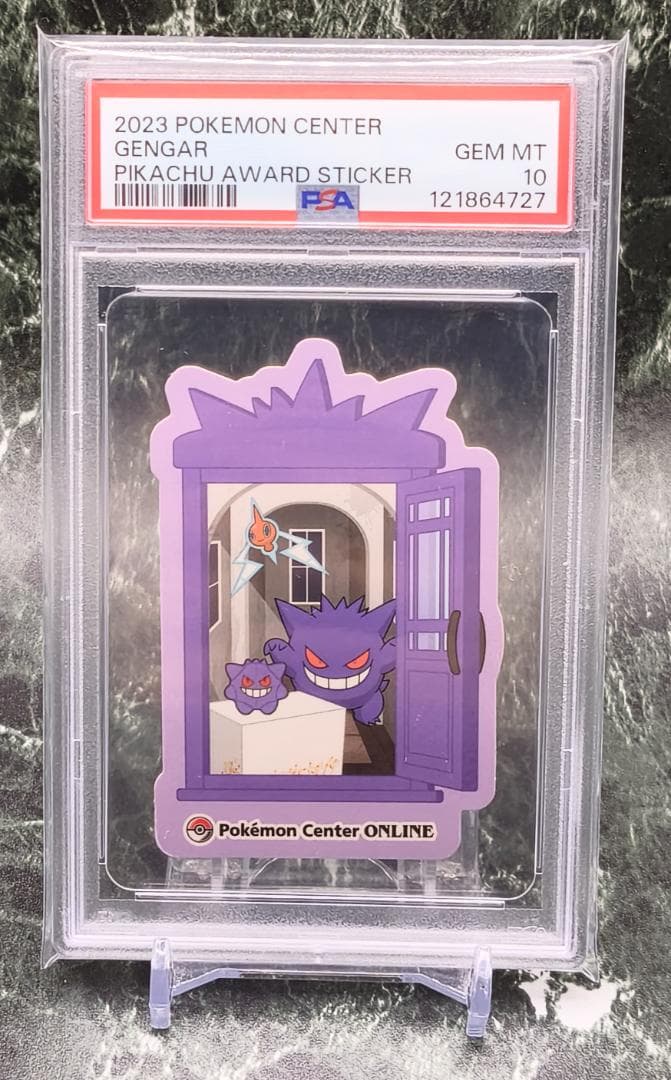 2023 POKEMON CENTER
GENGAR GEM MT
PIKACHU AWARD STICKER 10
PSA 121864727
Pokémon Center ONLINE